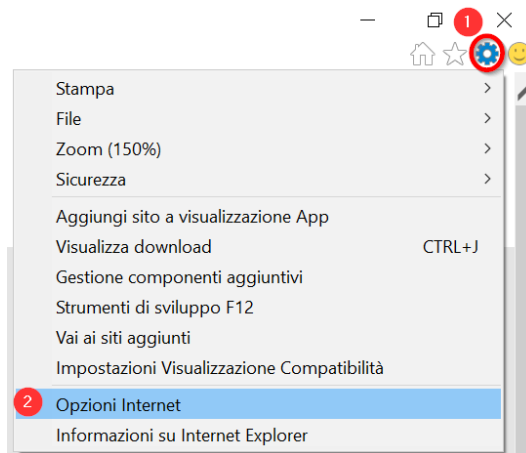 1
Stampa
File
Zoom (150%)
Sicurezza
Aggiungi sito a visualizzazione App
Visualizza download CTRL+J
Gestione componenti aggiuntivi
Strumenti di sviluppo F12
Vai ai siti aggiunti
Impostazioni Visualizzazione Compatibilità
2 Opzioni Internet
Informazioni su Internet Explorer